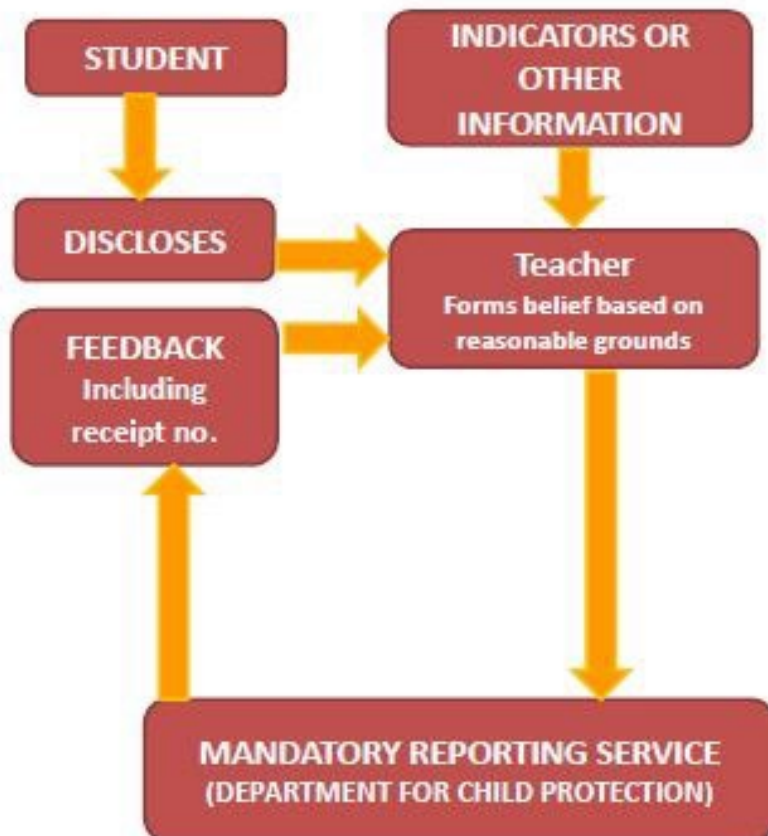 STUDENT
INDICATORS OR
OTHER
INFORMATION
DISCLOSES
Teacher
Forms belief based on
reasonable grounds
FEEDBACK
Including
receipt no.
MANDATORY REPORTING SERVICE
(DEPARTMENT FOR CHILD PROTECTION)